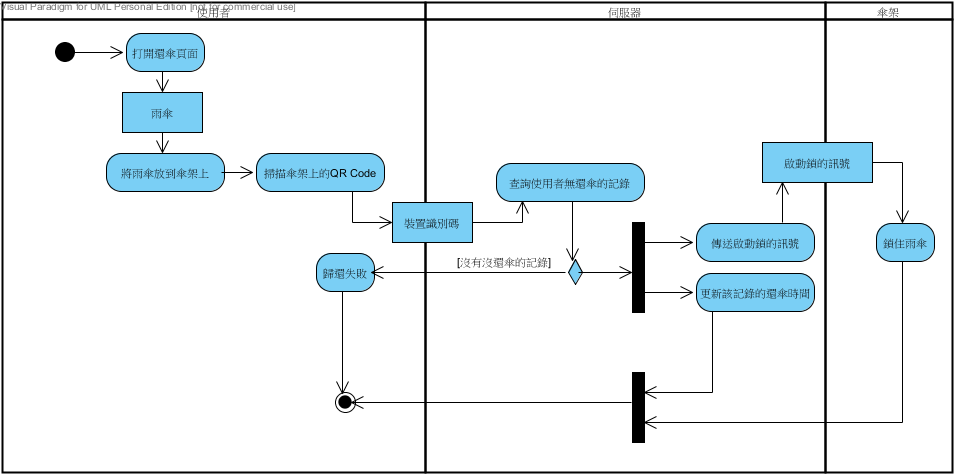 Visual Paradigm for UML Personal Edition [not for commercial use]
使用者
伺服器
傘架
打開還傘頁面
雨傘
將雨傘放到傘架上
掃描傘架上的QR Code
裝置識別碼
查詢使用者無還傘的記錄
啟動鎖的訊號
傳送啟動鎖的訊號
鎖住雨傘
[沒有沒還傘的記錄]
歸還失敗
更新該記錄的還傘時間